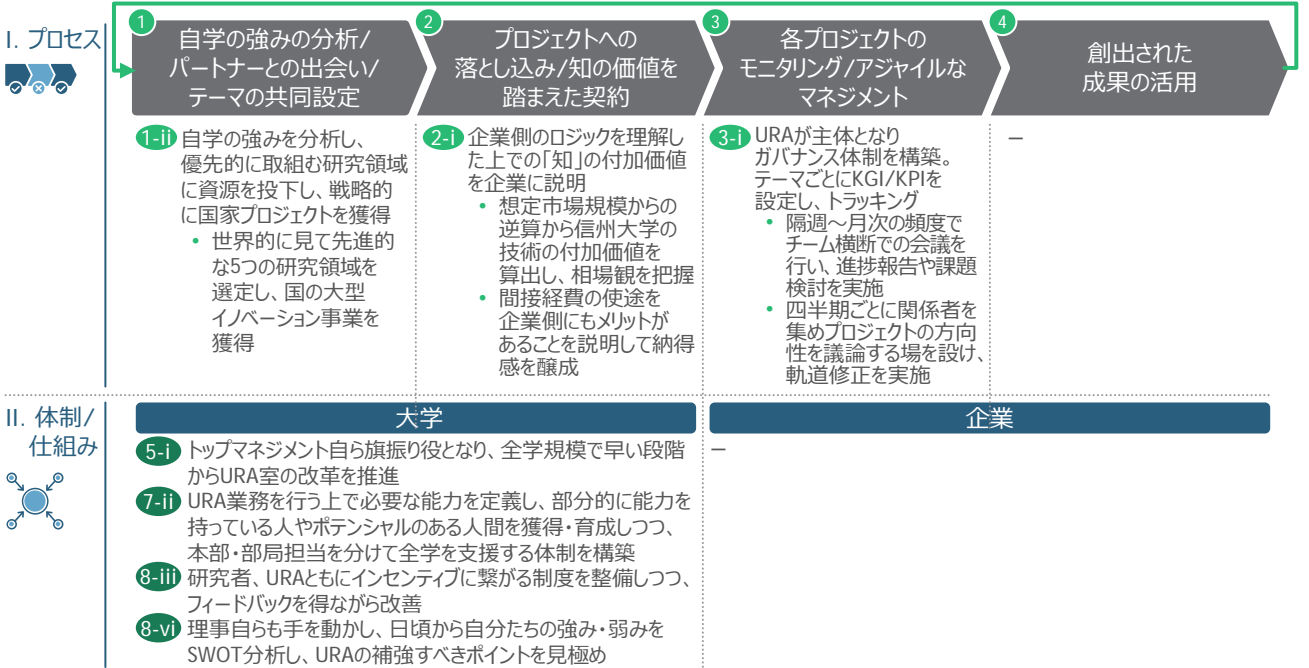 I. プロセス
1
自学の強みの分析/
パートナーとの出会い/
テーマの共同設定
2
プロジェクトへの
落とし込み/知の価値を
踏まえた契約
3
各プロジェクトの
モニタリング/アジャイルな
マネジメント
4
創出された
成果の活用
1-ii 自学の強みを分析し、
優先的に取組む研究領域
に資源を投下し、戦略的
に国家プロジェクトを獲得
• 世界的に見て先進的
な5つの研究領域を
選定し、国の大型
イノベーション事業を
獲得
2-i 企業側のロジックを理解し
た上での「知」の付加価値
を企業に説明
• 想定市場規模からの
逆算から信州大学の
技術の付加価値を
算出し、相場観を把握
• 間接経費の使途を
企業側にもメリットが
あることを説明して納得
感を醸成
3-i URAが主体となり
ガバナンス体制を構築。
テーマごとにKGI/KPIを
設定し、トラッキング
• 隔週～月次の頻度で
チーム横断での会議を
行い、進捗報告や課題
検討を実施
• 四半期ごとに関係者を
集めプロジェクトの方向
性を議論する場を設け、
軌道修正を実施
–
II. 体制/
仕組み
大学
5-i トップマネジメント自ら旗振り役となり、全学規模で早い段階
からURA室の改革を推進
7-ii URA業務を行う上で必要な能力を定義し、部分的に能力を
持っている人やポテンシャルのある人間を獲得・育成しつつ、
本部・部局担当を分けて全学を支援する体制を構築
8-iii 研究者、URAともにインセンティブに繋がる制度を整備しつつ、
フィードバックを得ながら改善
8-vi 理事自らも手を動かし、日頃から自分たちの強み・弱みを
SWOT分析し、URAの補強すべきポイントを見極め
企業
–